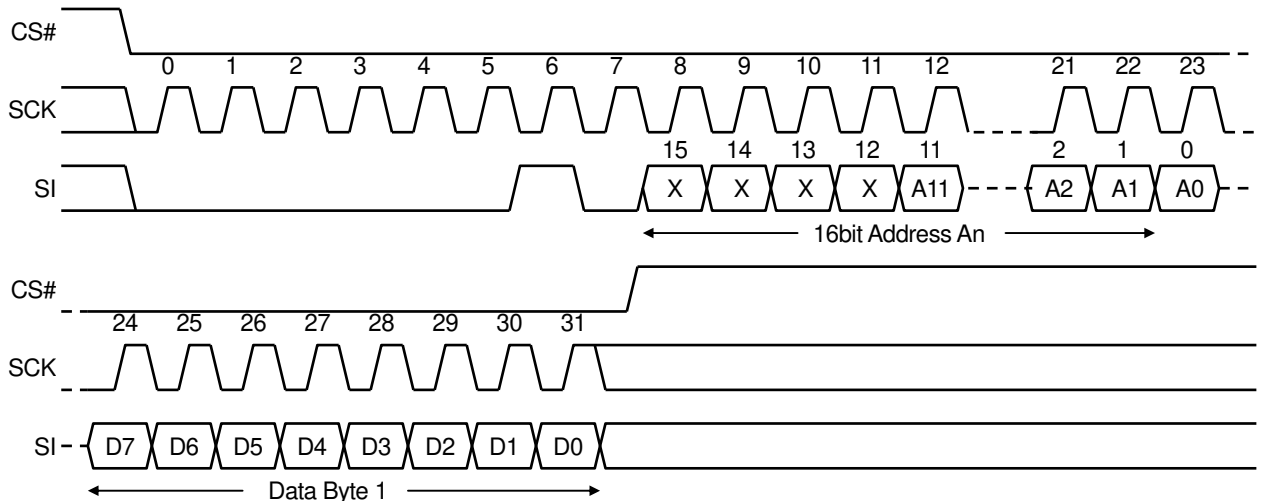 CS#
0 1 2 3 4 5 6 7 8 9 10 11 12 21 22 23
SCK
15 14 13 12 11 2 1 0
SI X X X X A11 A2 A1 A0
16bit Address An
CS#
24 25 26 27 28 29 30 31
SCK
SI D7 D6 D5 D4 D3 D2 D1 D0
Data Byte 1